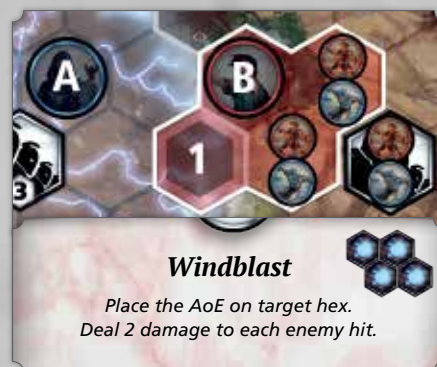 A
B
1
3
Windblast
Place the AoE on target hex.
Deal 2 damage to each enemy hit.